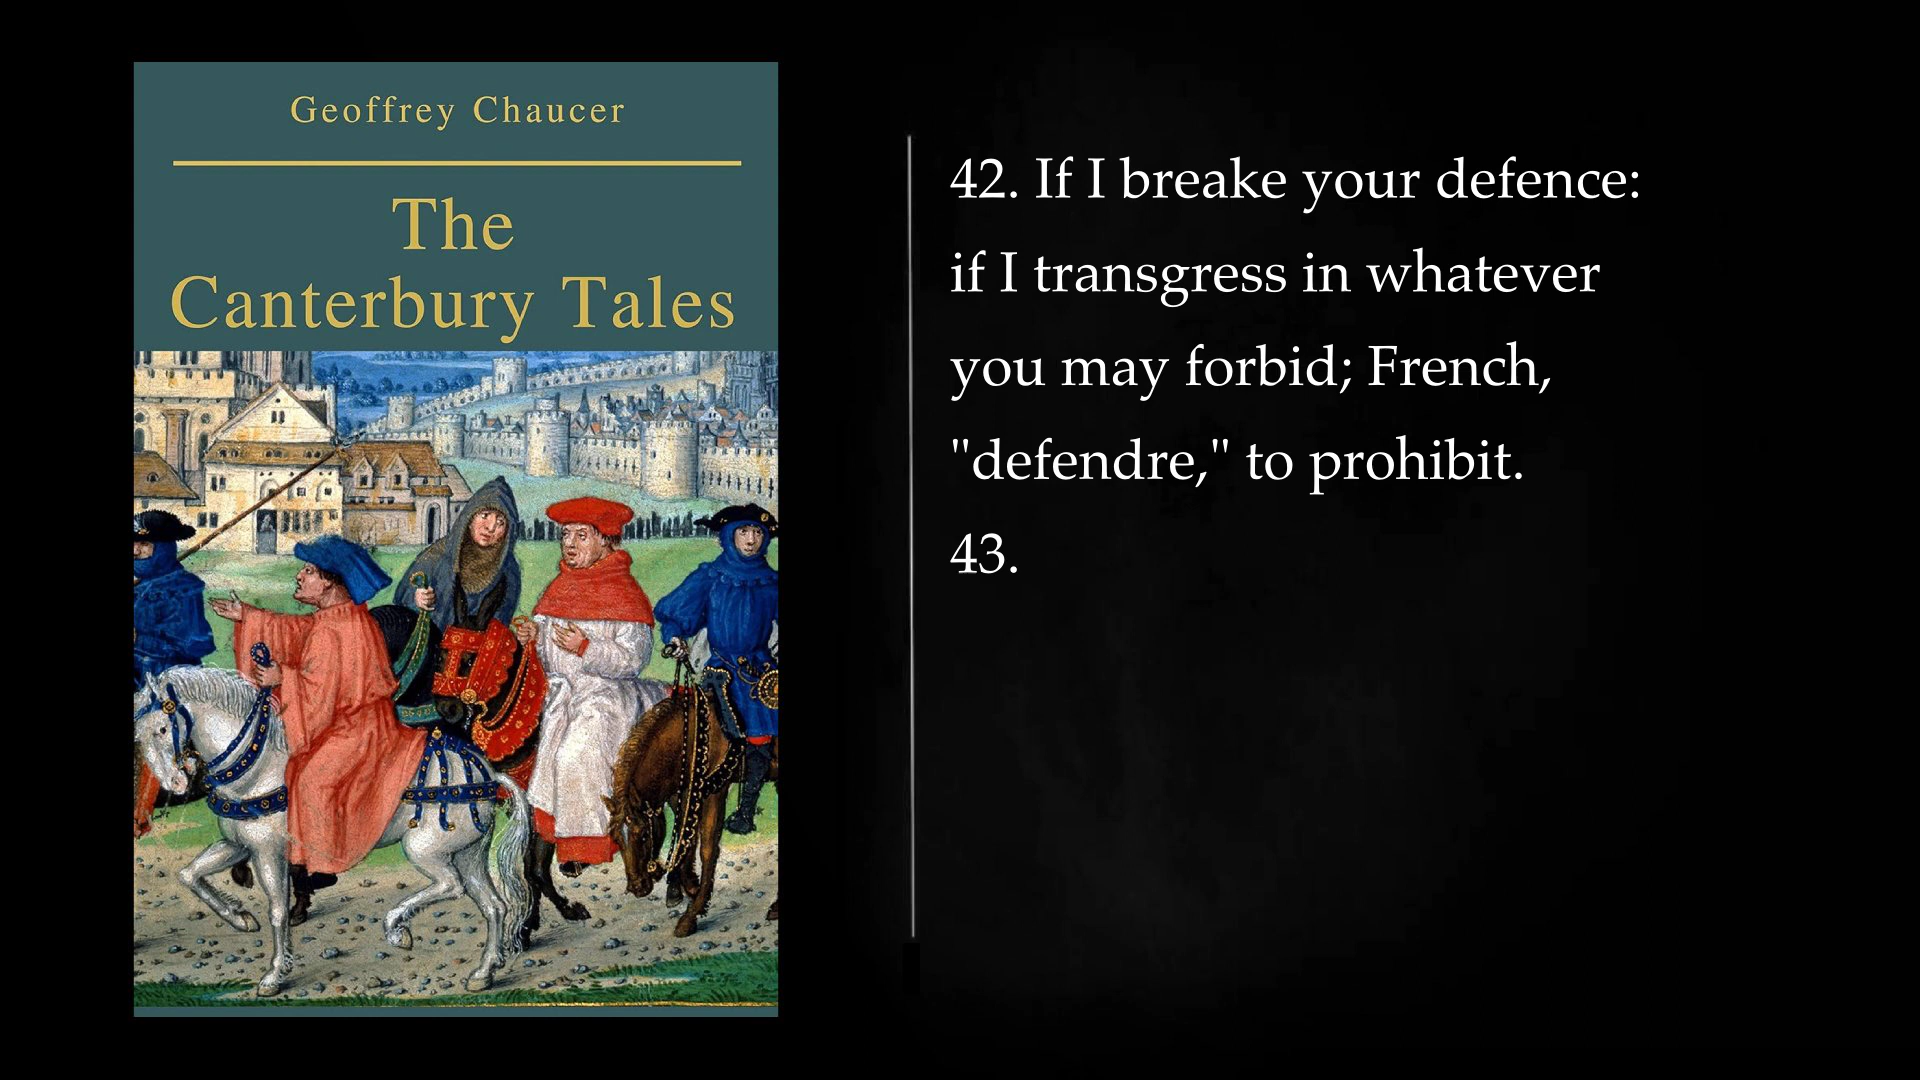 Geoffrey Chaucer
The
Canterbury Tales
42. If I breake your defence:
if I transgress in whatever
you may forbid; French,
"defendre," to prohibit.
43.